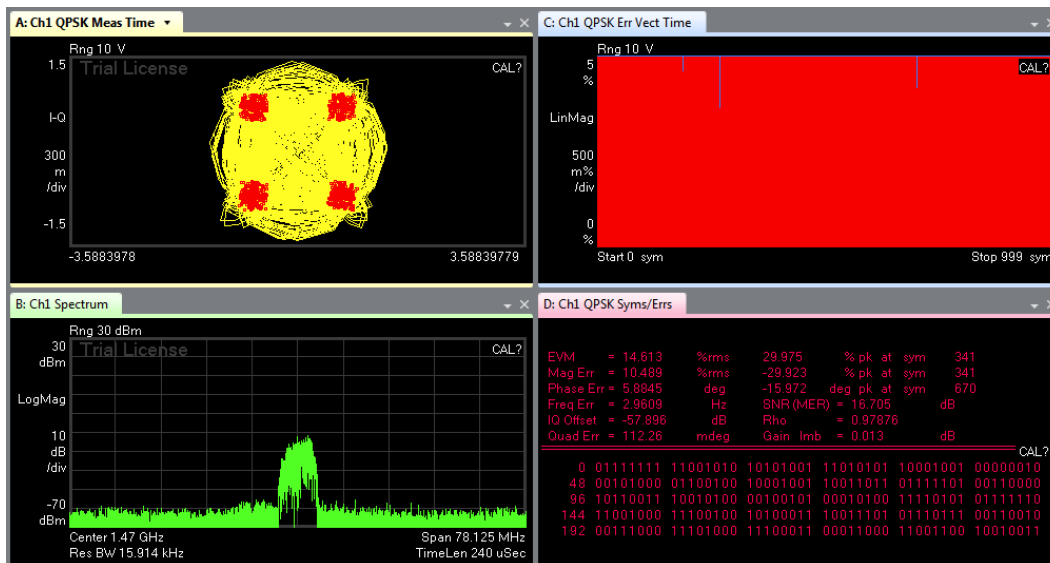 A: Ch1 QPSK Meas Time
Rng 10 V
1.5
Trial License
CAL?
I-Q
300
m
/div
-1.5
-3.5883978
3.58839779
C: Ch1 QPSK Err Vect Time
Rng 10 V
5
%
CAL?
LinMag
500
m%
/div
0
%
Start 0 sym
Stop 999 sym
B: Ch1 Spectrum
Rng 30 dBm
30
dBm
Trial License
CAL?
LogMag
10
dB
/div
-70
dBm
Center 1.47 GHz
Span 78.125 MHz
Res BW 15.914 kHz
TimeLen 240 uSec
D: Ch1 QPSK Syms/Errs
EVM = 14.613 %rms 29.975 % pk at sym 341
Mag Err = 10.489 %rms -29.923 % pk at sym 341
Phase Err = 5.8845 deg -15.972 deg pk at sym 670
Freq Err = 2.9609 Hz SNR(MER) = 16.705 dB
IQ Offset = -57.896 dB Rho = 0.97876
Quad Err = 112.26 mdeg Gain Imb = 0.013 dB
CAL?
0 01111111 11001010 10101001 11010101 10001001 00000010
48 00101000 01100100 10001001 10011011 01111101 00110000
96 10110011 10010100 00100101 00010100 11110101 01111110
144 11001000 11100100 10100001 10011101 01110111 00110010
192 00111000 11101000 11100011 00011000 11001100 10010011